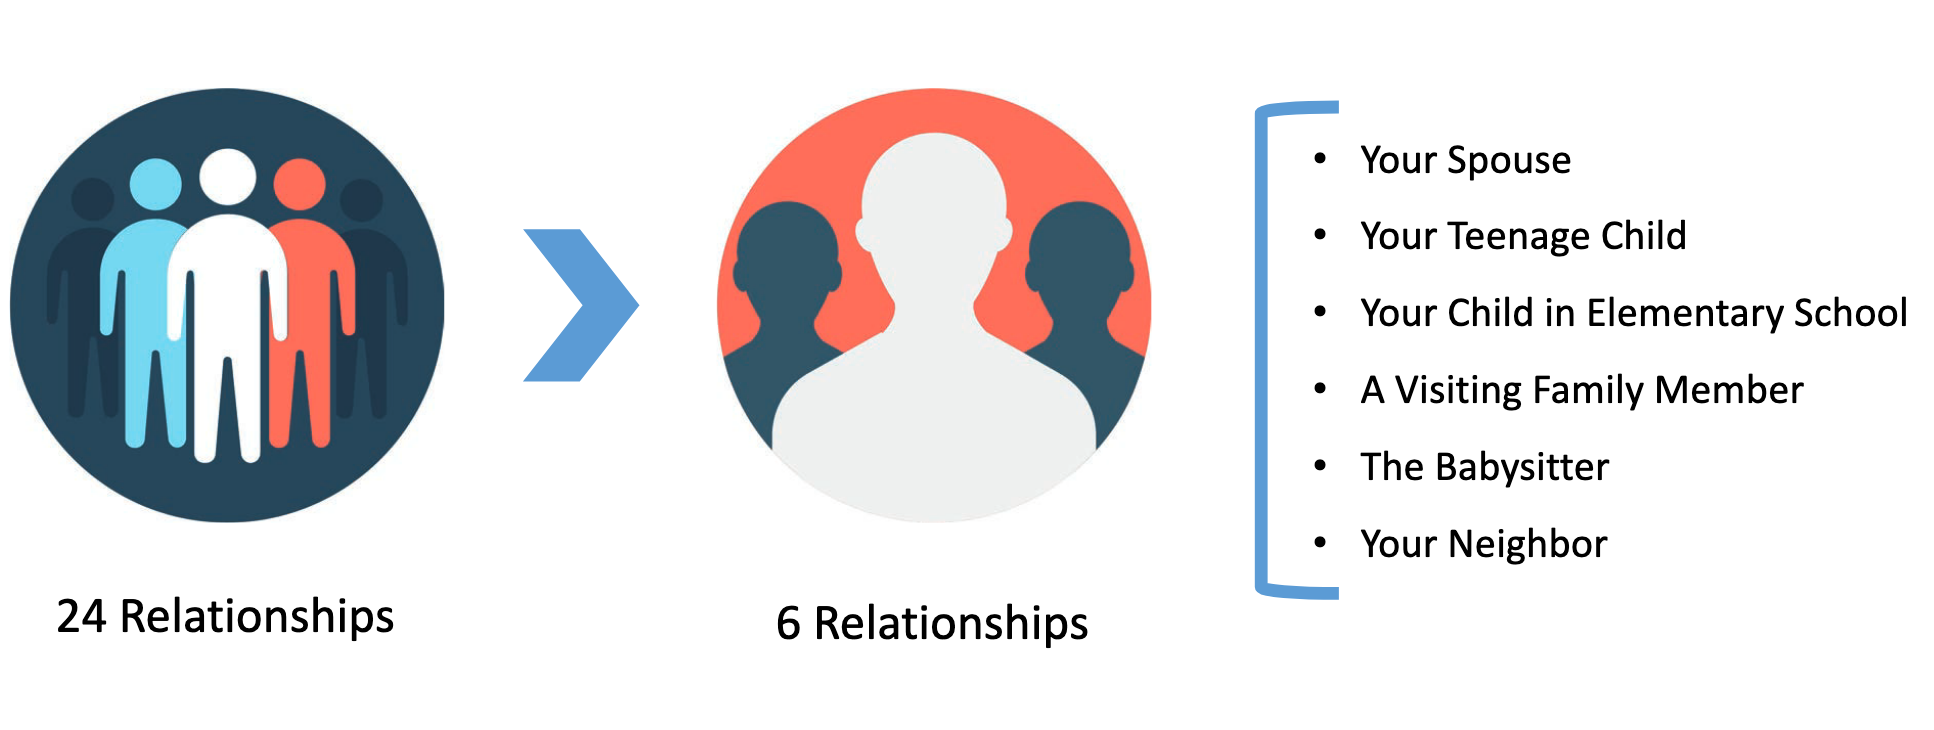 24 Relationships
6 Relationships
• Your Spouse
• Your Teenage Child
• Your Child in Elementary School
• A Visiting Family Member
• The Babysitter
• Your Neighbor